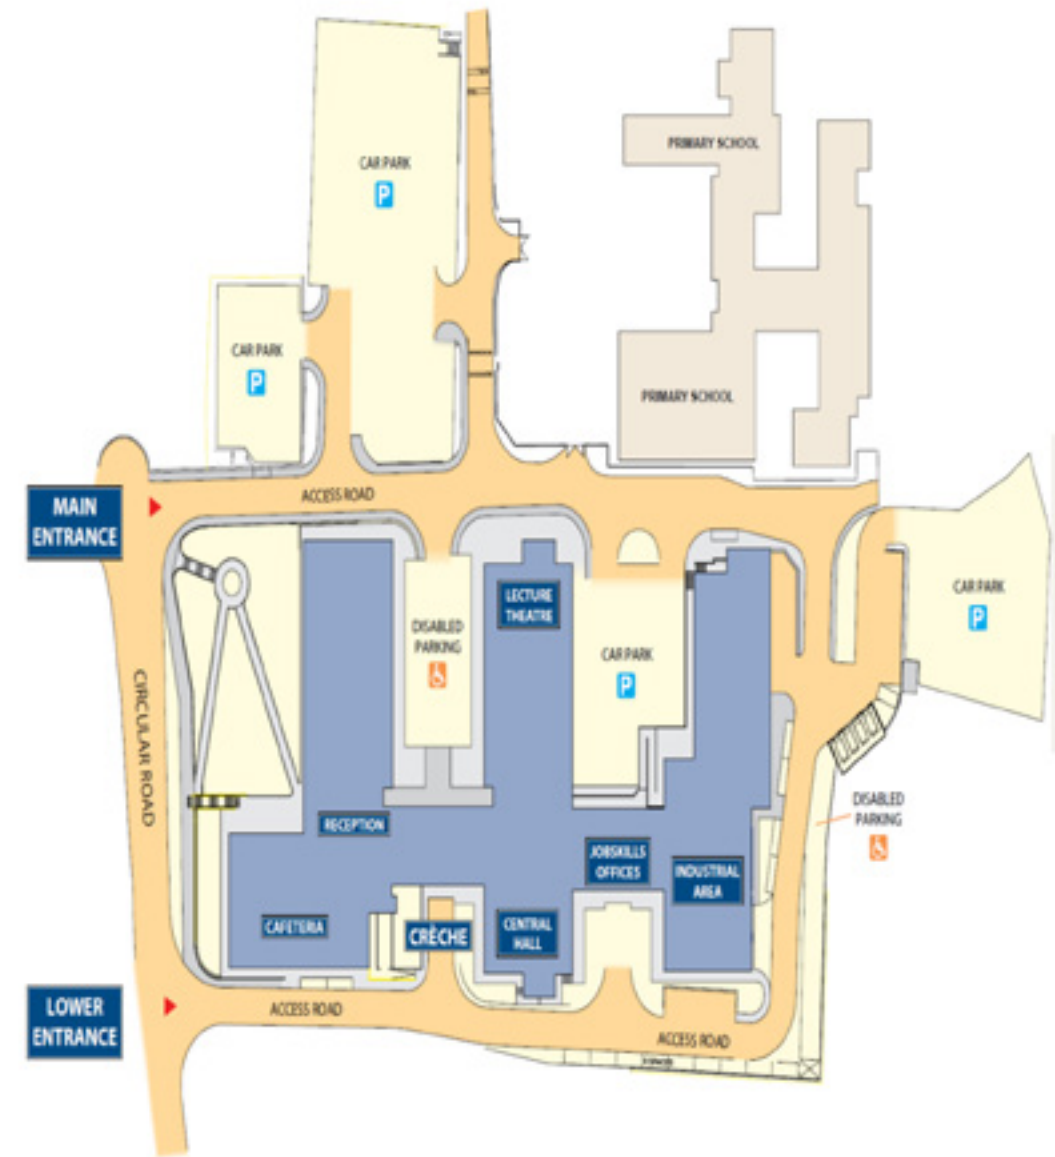 PRIMARY SCHOOL
CAR PARK
P
CAR PARK
P
PRIMARY SCHOOL
MAIN
ENTRANCE
ACCESS ROAD
LECTURE
THEATRE
CAR PARK
P
DISABLED
PARKING
CAR PARK
P
CIRCULAR ROAD
DISABLED
PARKING
RECEPTION
JOBSKILLS
OFFICES
INDUSTRIAL
AREA
CAFETERIA
CRÈCHE
CENTRAL
HALL
LOWER
ENTRANCE
ACCESS ROAD
ACCESS ROAD